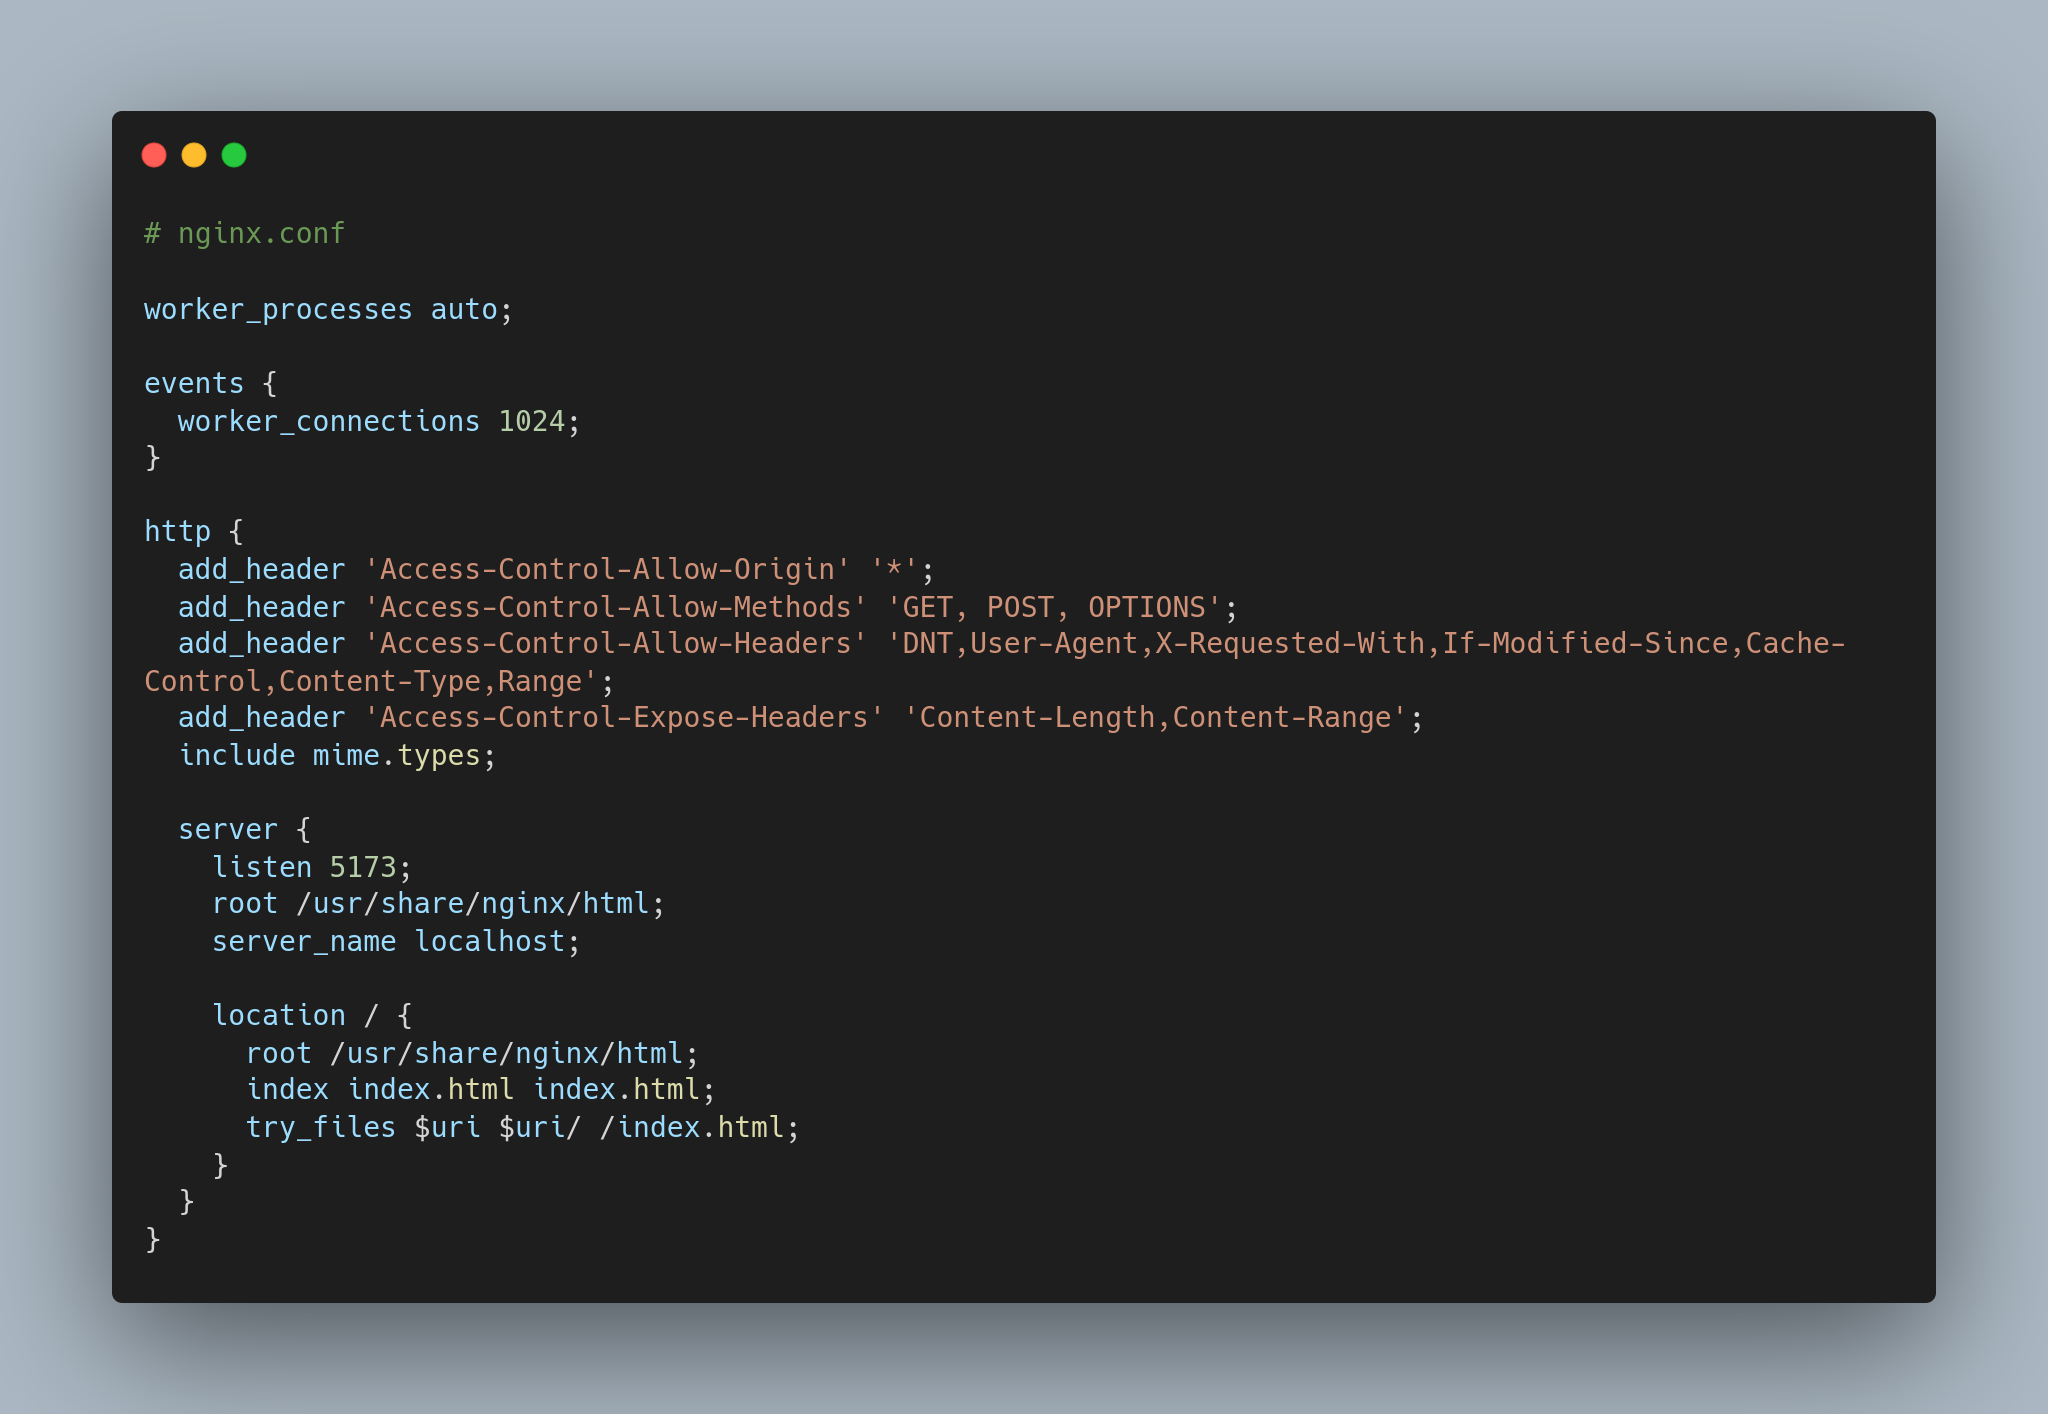 # nginx.conf

worker_processes auto;

events {
  worker_connections 1024;
}

http {
  add_header 'Access-Control-Allow-Origin' '*';
  add_header 'Access-Control-Allow-Methods' 'GET, POST, OPTIONS';
  add_header 'Access-Control-Allow-Headers' 'DNT,User-Agent,X-Requested-With,If-Modified-Since,Cache-
Control,Content-Type,Range';
  add_header 'Access-Control-Expose-Headers' 'Content-Length,Content-Range';
  include mime.types;

  server {
    listen 5173;
    root /usr/share/nginx/html;
    server_name localhost;

    location / {
      root /usr/share/nginx/html;
      index index.html index.html;
      try_files $uri $uri/ /index.html;
    }
  }
}